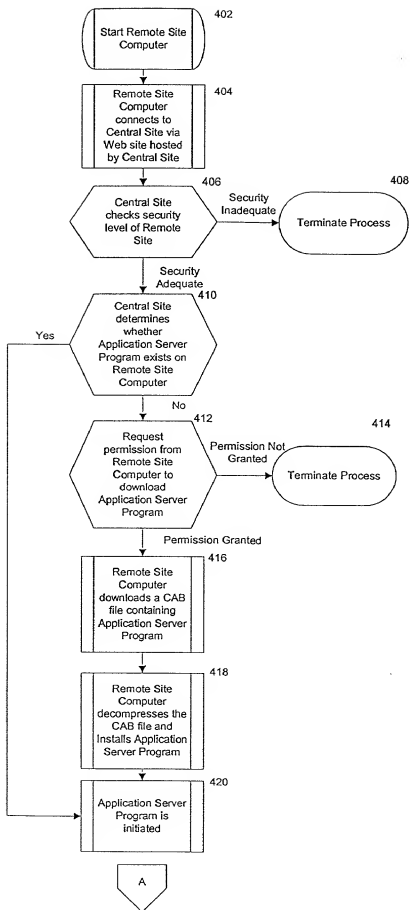 402
Start Remote Site
Computer
404
Remote Site
Computer
connects to
Central Site via
Web site hosted
by Central Site
406
Central Site
checks security
level of Remote
Site
Security
Inadequate
408
Terminate Process
Security
Adequate
410
Central Site
determines
whether
Application Server
Program exists on
Remote Site
Computer
Yes
No
412
Request
permission from
Remote Site
Computer to
download
Application Server
Program
Permission Not
Granted
414
Terminate Process
Permission Granted
416
Remote Site
Computer
downloads a CAB
file containing
Application Server
Program
418
Remote Site
Computer
decompresses the
CAB file and
Installs Application
Server Program
420
Application Server
Program is
initiated
A